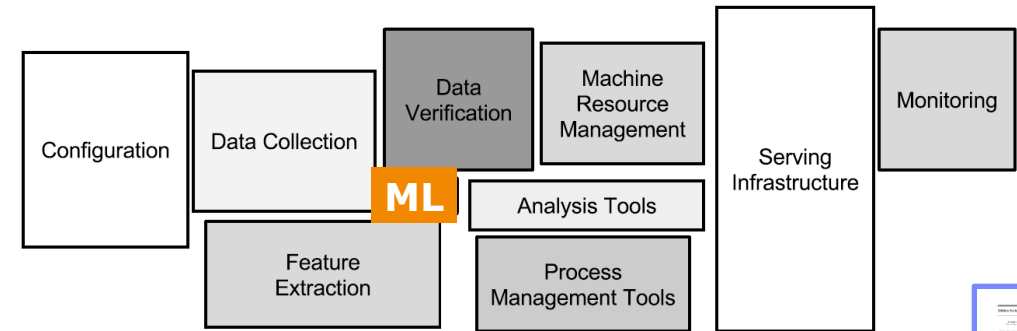 Configuration
Data Collection
Data
Verification
Machine
Resource
Management
Monitoring
Serving
Infrastructure
ML
Analysis Tools
Feature
Extraction
Process
Management Tools